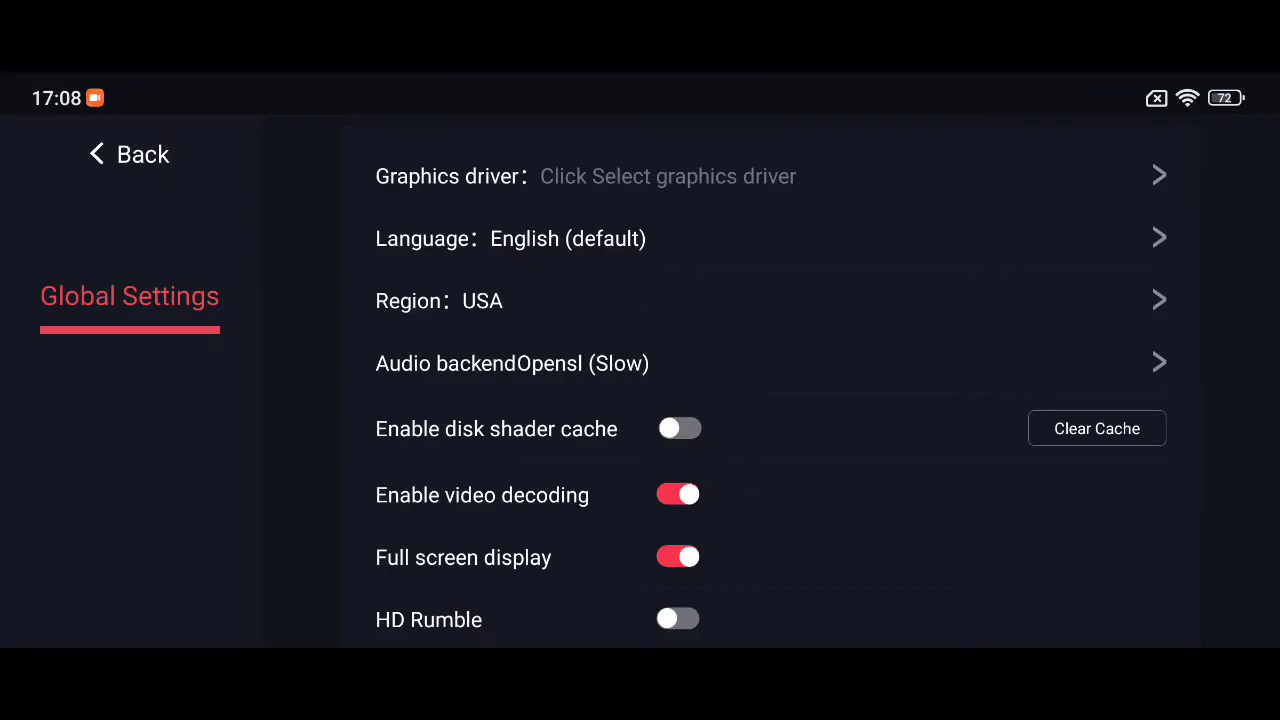 17:08
72
Back
Global Settings
Graphics driver： Click Select graphics driver
Language： English (default)
Region： USA
Audio backendOpensl (Slow)
Enable disk shader cache
Clear Cache
Enable video decoding
Full screen display
HD Rumble